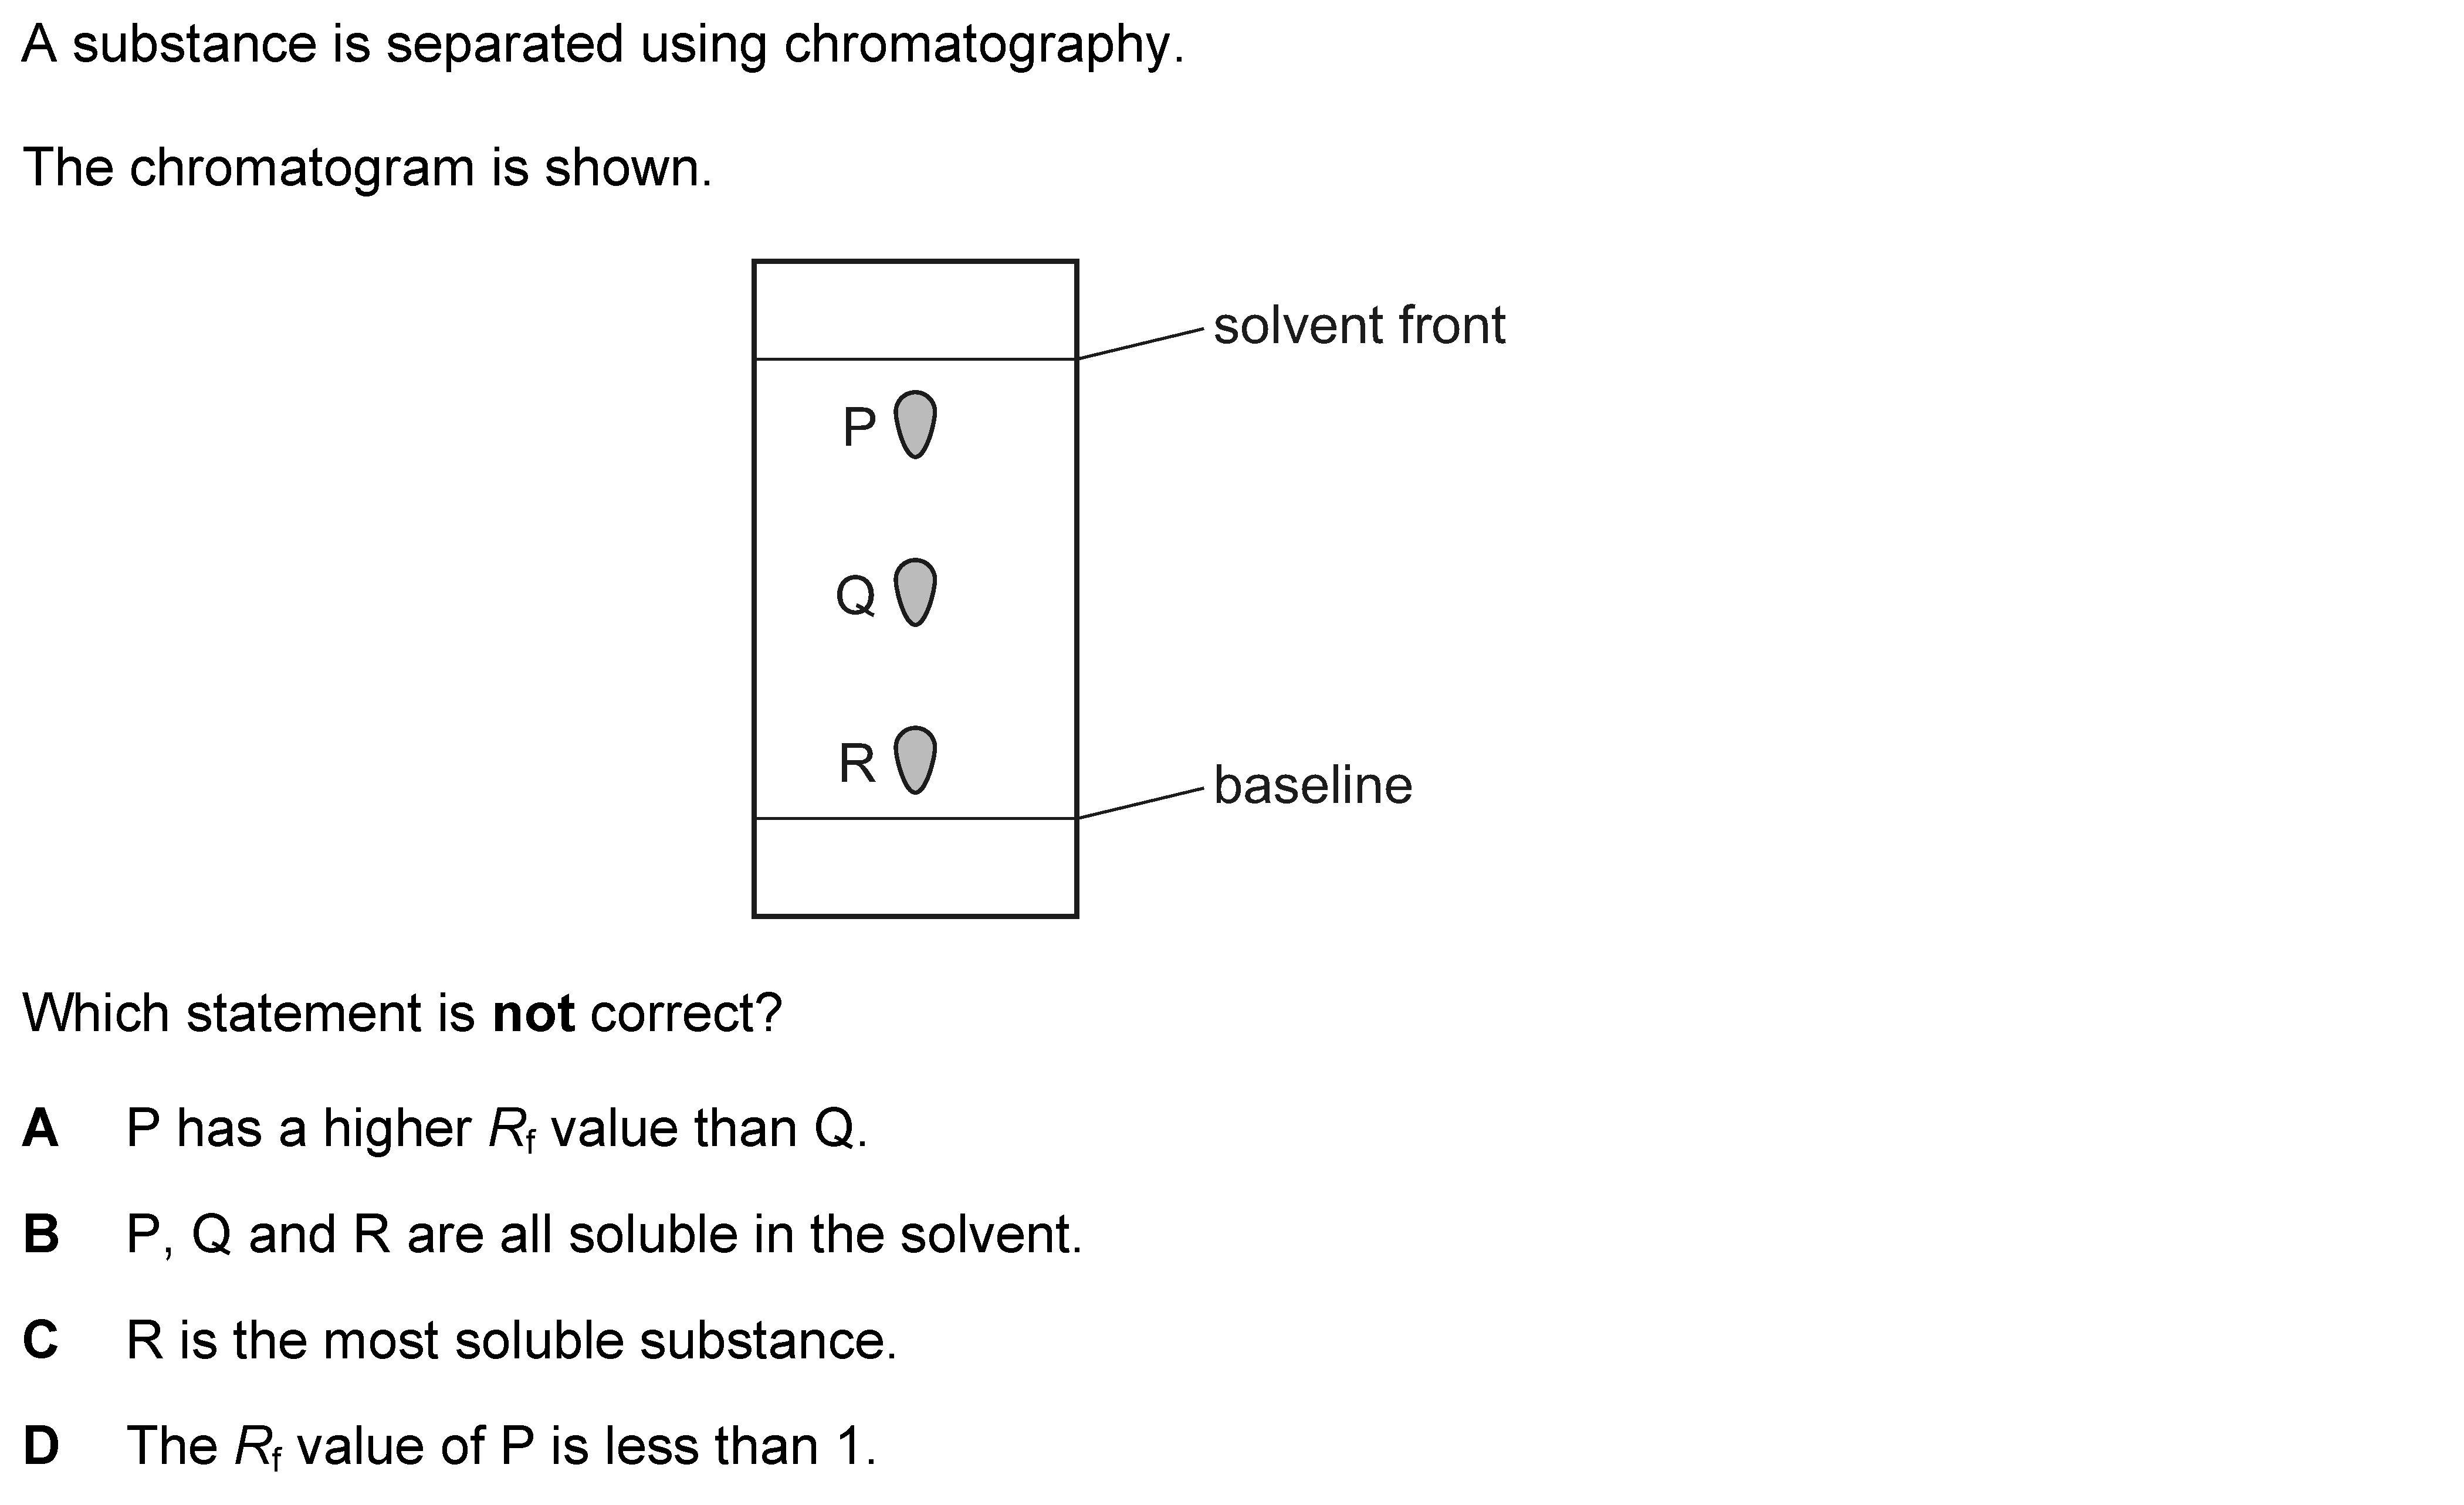 A substance is separated using chromatography.
The chromatogram is shown.
solvent front
P
Q
R
baseline
Which statement is not correct?
A P has a higher Rf value than Q.
B P, Q and R are all soluble in the solvent.
C R is the most soluble substance.
D The Rf value of P is less than 1.